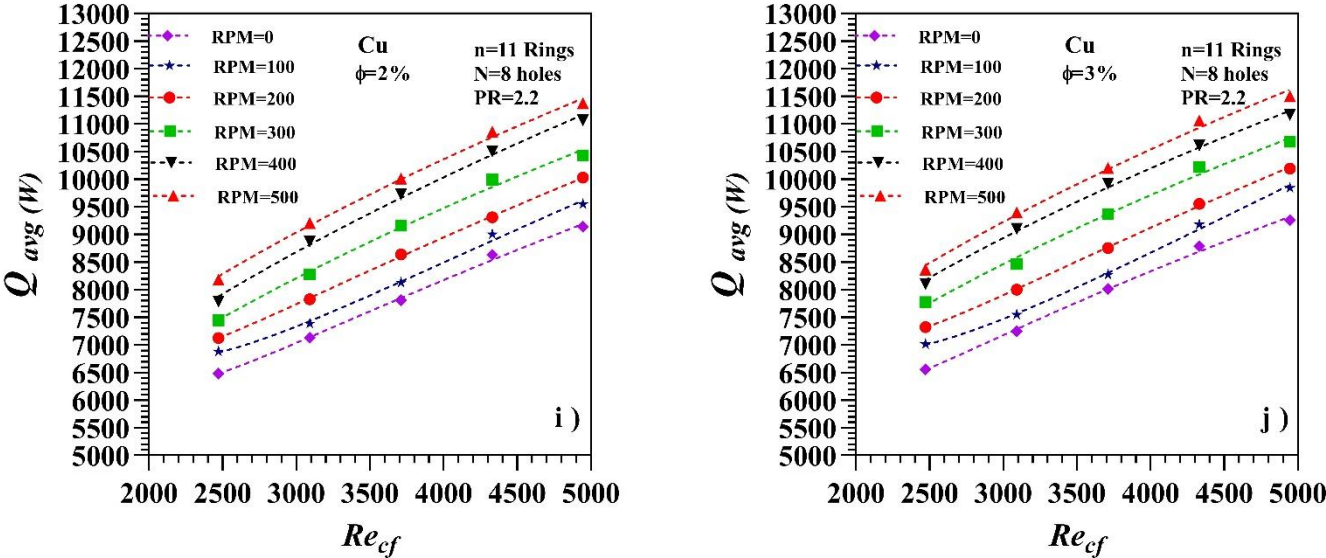 13000
12500
12000
11500
11000
10500
10000
9500
9000
8500
8000
7500
7000
6500
6000
5500
5000
Q avg (W)
RPM=0
RPM=100
RPM=200
RPM=300
RPM=400
RPM=500
Cu
ϕ=2%
n=11 Rings
N=8 holes
PR=2.2
i )
2000 2500 3000 3500 4000 4500 5000
Re_cf
13000
12500
12000
11500
11000
10500
10000
9500
9000
8500
8000
7500
7000
6500
6000
5500
5000
Q avg (W)
RPM=0
RPM=100
RPM=200
RPM=300
RPM=400
RPM=500
Cu
ϕ=3%
n=11 Rings
N=8 holes
PR=2.2
j )
2000 2500 3000 3500 4000 4500 5000
Re_cf